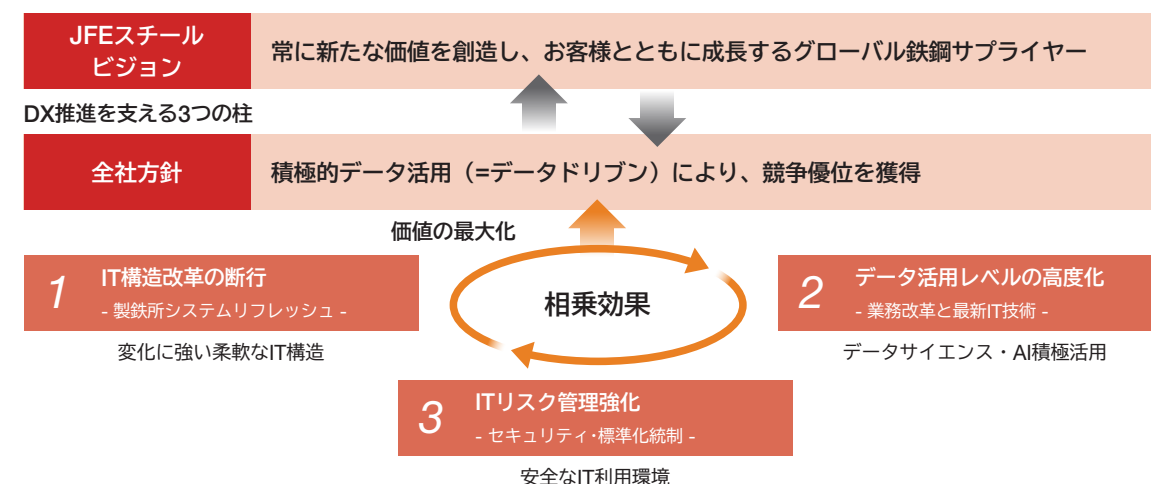 JFEスチール
ビジョン
常に新たな価値を創造し、お客様とともに成長するグローバル鉄鋼サプライヤー
DX推進を支える3つの柱
全社方針
積極的データ活用（=データドリブン）により、競争優位を獲得
価値の最大化
1
IT構造改革の断行
- 製鉄所システムリフレッシュ -
変化に強い柔軟なIT構造
相乗効果
2
データ活用レベルの高度化
- 業務改革と最新IT技術 -
データサイエンス・AI積極活用
3
ITリスク管理強化
- セキュリティ・標準化統制 -
安全なIT利用環境